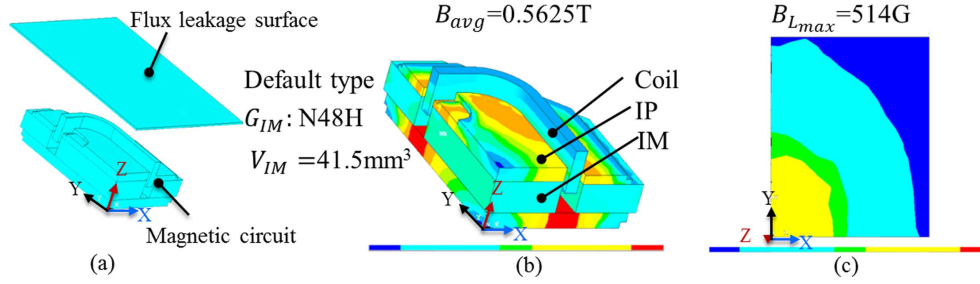 Flux leakage surface
Z
Y
X
Magnetic circuit
(a)
B_avg=0.5625T
Default type
G_IM: N48H
V_IM =41.5mm³
Coil
IP
IM
Z
Y
X
(b)
B_Lmax=514G
Y
Z
X
(c)